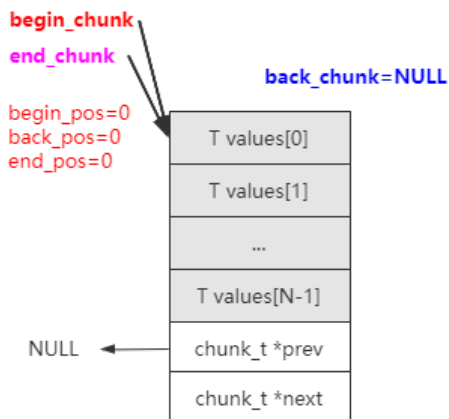 begin_chunk
end_chunk
back_chunk=NULL
begin_pos=0
back_pos=0
end_pos=0
T values[0]
T values[1]
...
T values[N-1]
NULL
chunk_t *prev
chunk_t *next